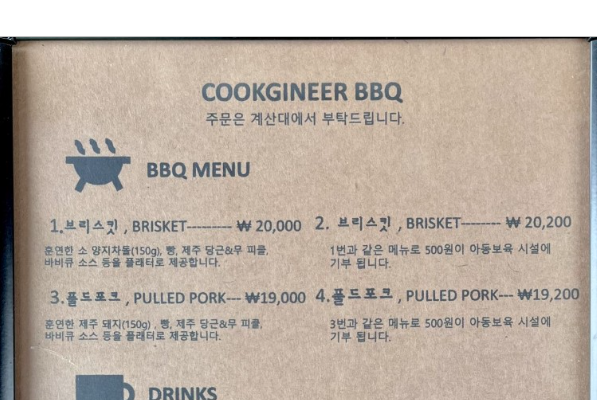 COOKGINEER BBQ
주문은 계산대에서 부탁드립니다.
BBQ MENU
1.브리스킷 , BRISKET--------- ₩ 20,000
훈연한 소 양지차돌(150g), 빵, 제주 당근&무 피클,
바비큐 소스 등을 플래터로 제공합니다.
2. 브리스킷 , BRISKET-------- ₩ 20,200
1번과 같은 메뉴로 500원이 아동보육 시설에
기부 됩니다.
3.풀드포크 , PULLED PORK--- ₩19,000
훈연한 제주 돼지(150g) , 빵, 제주 당근&무 피클,
바비큐 소스 등을 플래터로 제공합니다.
4.풀드포크 , PULLED PORK--- ₩19,200
3번과 같은 메뉴로 500원이 아동보육 시설에
기부 됩니다.
DRINKS